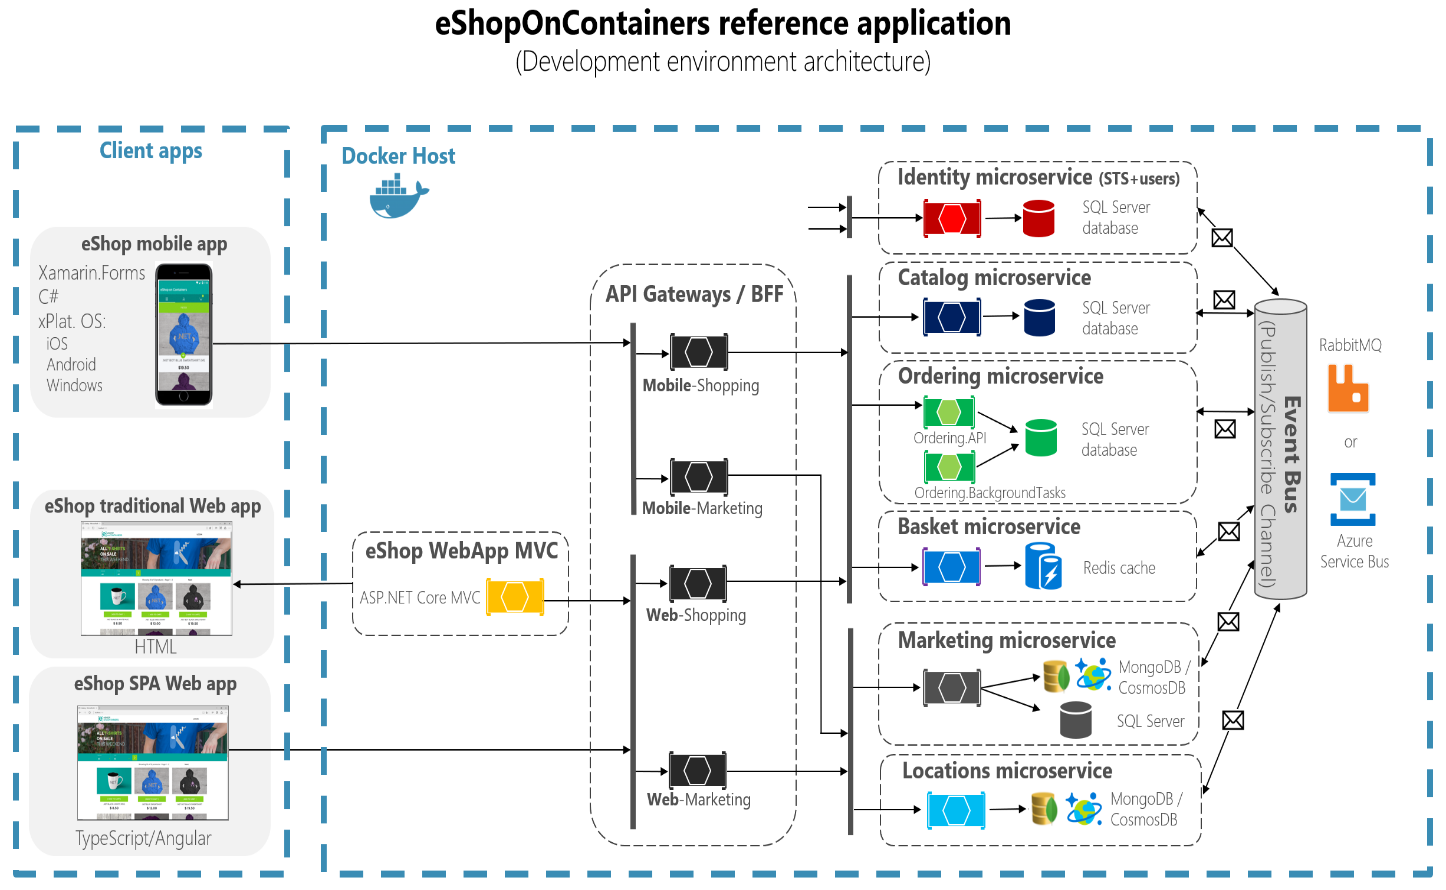 eShopOnContainers reference application
(Development environment architecture)
Client apps
eShop mobile app
Xamarin.Forms
C#
xPlat. OS:
iOS
Android
Windows
eShop traditional Web app
HTML
eShop SPA Web app
TypeScript/Angular
Docker Host
eShop WebApp MVC
ASP.NET Core MVC
API Gateways / BFF
Mobile-Shopping
Mobile-Marketing
Web-Shopping
Web-Marketing
Identity microservice (STS+users)
SQL Server
database
Catalog microservice
SQL Server
database
Ordering microservice
Ordering.API
SQL Server
database
Ordering.BackgroundTasks
Basket microservice
Redis cache
Marketing microservice
MongoDB /
CosmosDB
SQL Server
Locations microservice
MongoDB /
CosmosDB
Event Bus
(Publish/Subscribe Channel)
RabbitMQ
or
Azure
Service Bus